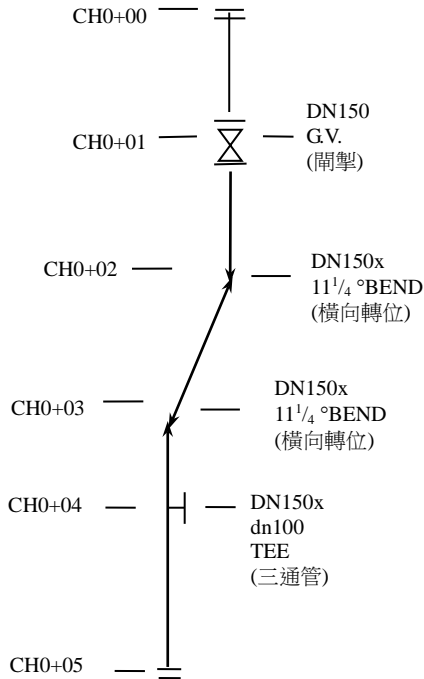 CH0+00
CH0+01
DN150
G.V.
(閘掣)
CH0+02
DN150x
11¹/₄ °BEND
(橫向轉位)
CH0+03
DN150x
11¹/₄ °BEND
(橫向轉位)
CH0+04
DN150x
dn100
TEE
(三通管)
CH0+05